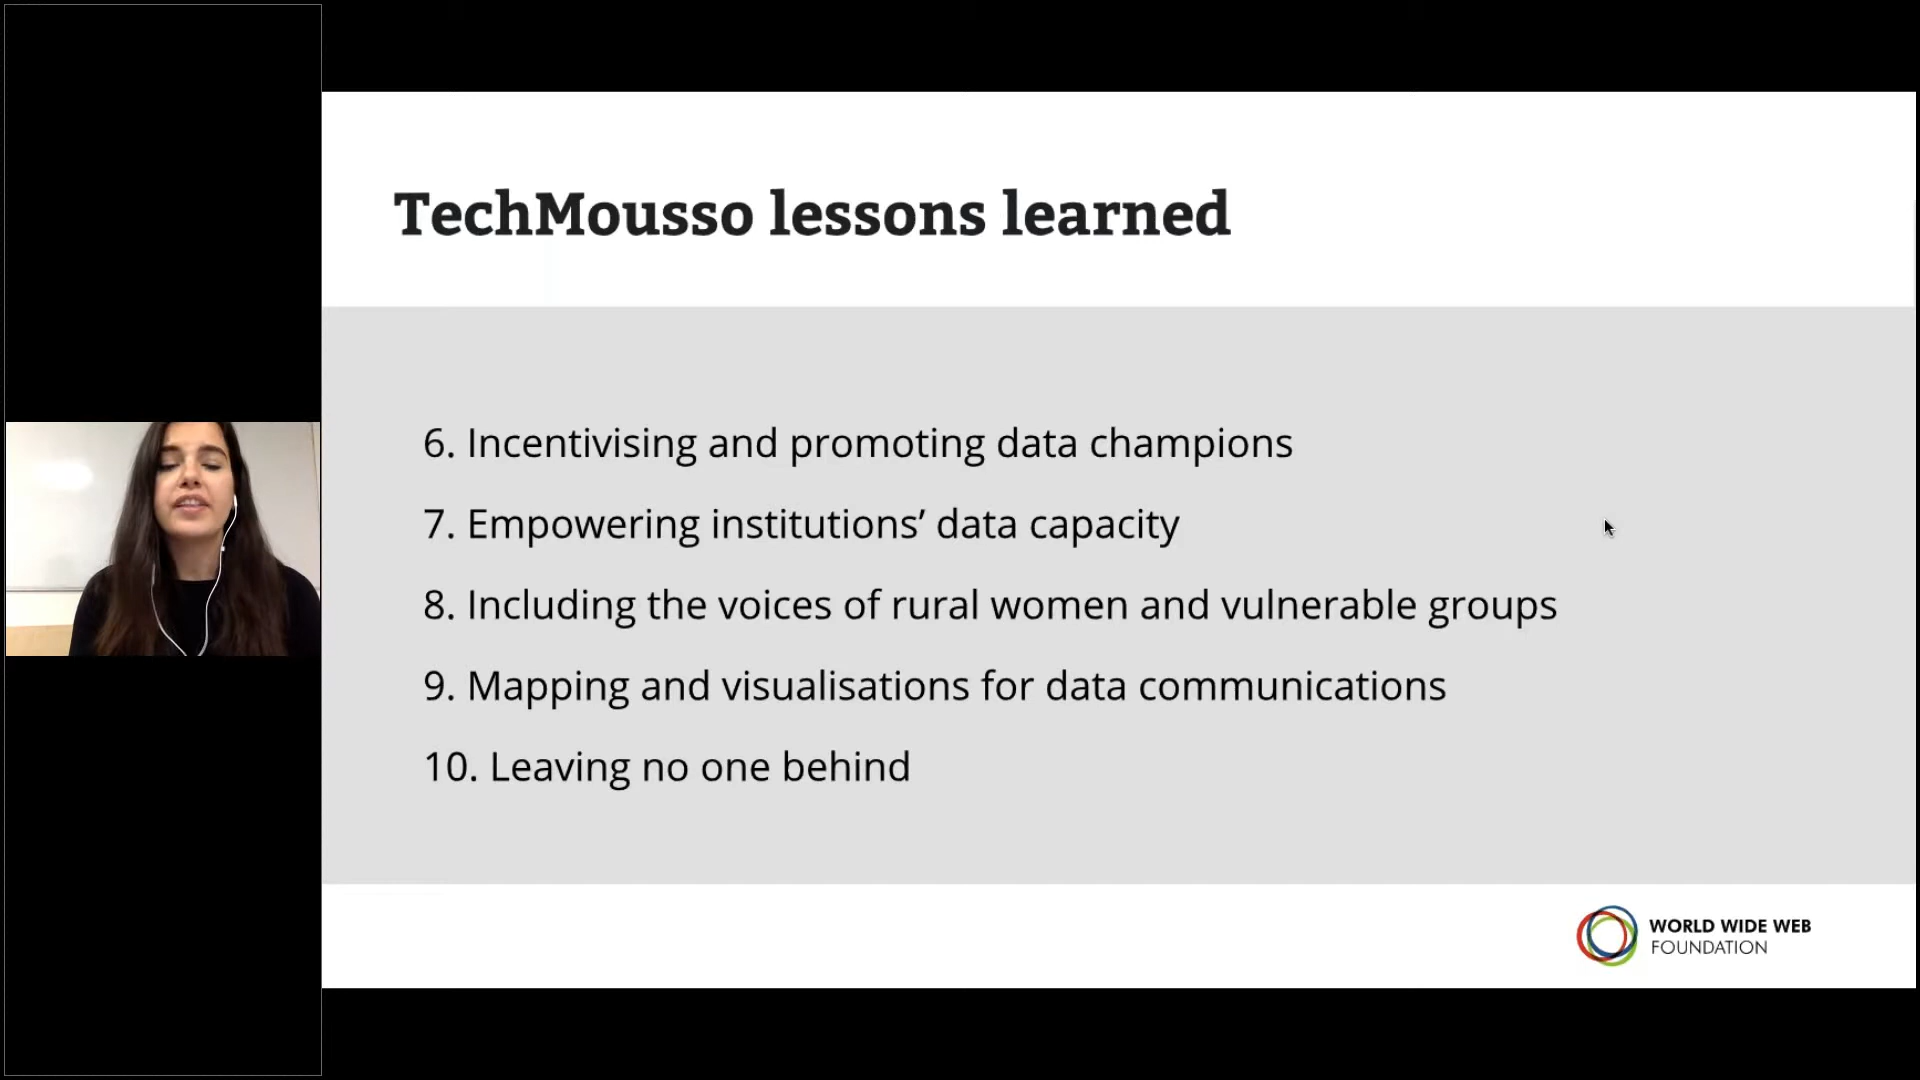 TechMousso lessons learned
6. Incentivising and promoting data champions
7. Empowering institutions’ data capacity
8. Including the voices of rural women and vulnerable groups
9. Mapping and visualisations for data communications
10. Leaving no one behind
WORLD WIDE WEB
FOUNDATION